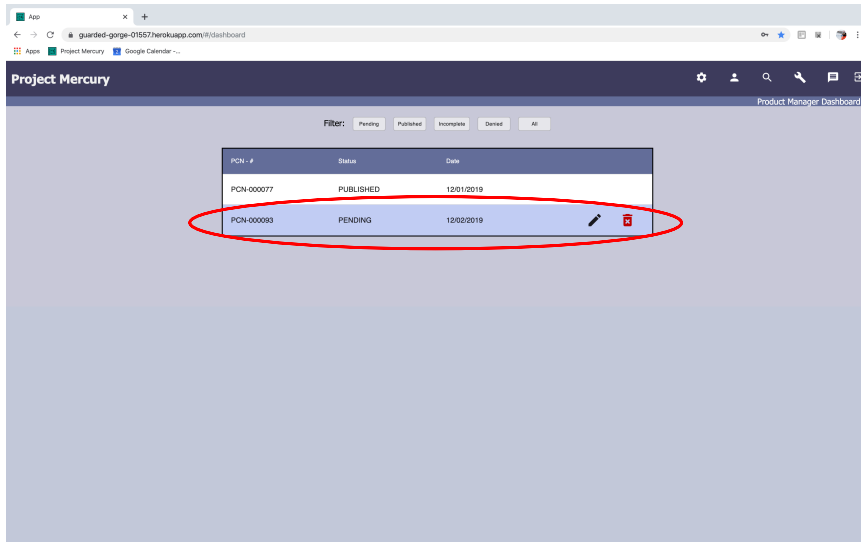 App
guarded-gorge-01557.herokuapp.com/#/dashboard
Apps Project Mercury Google Calendar -...
Project Mercury
Product Manager Dashboard
Filter: Pending Published Incomplete Denied All
PCN - # Status Date
PCN-000077 PUBLISHED 12/01/2019
PCN-000093 PENDING 12/02/2019